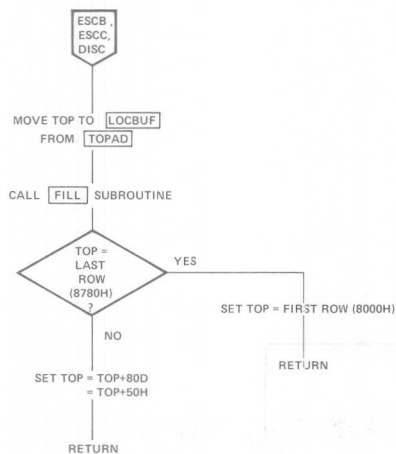 ESCB,
ESCC,
DISC
MOVE TOP TO LOCBUF
FROM TOPAD
CALL FILL SUBROUTINE
TOP =
LAST
ROW
(8780H)
?
YES
SET TOP = FIRST ROW (8000H)
RETURN
NO
SET TOP = TOP+80D
= TOP+50H
RETURN